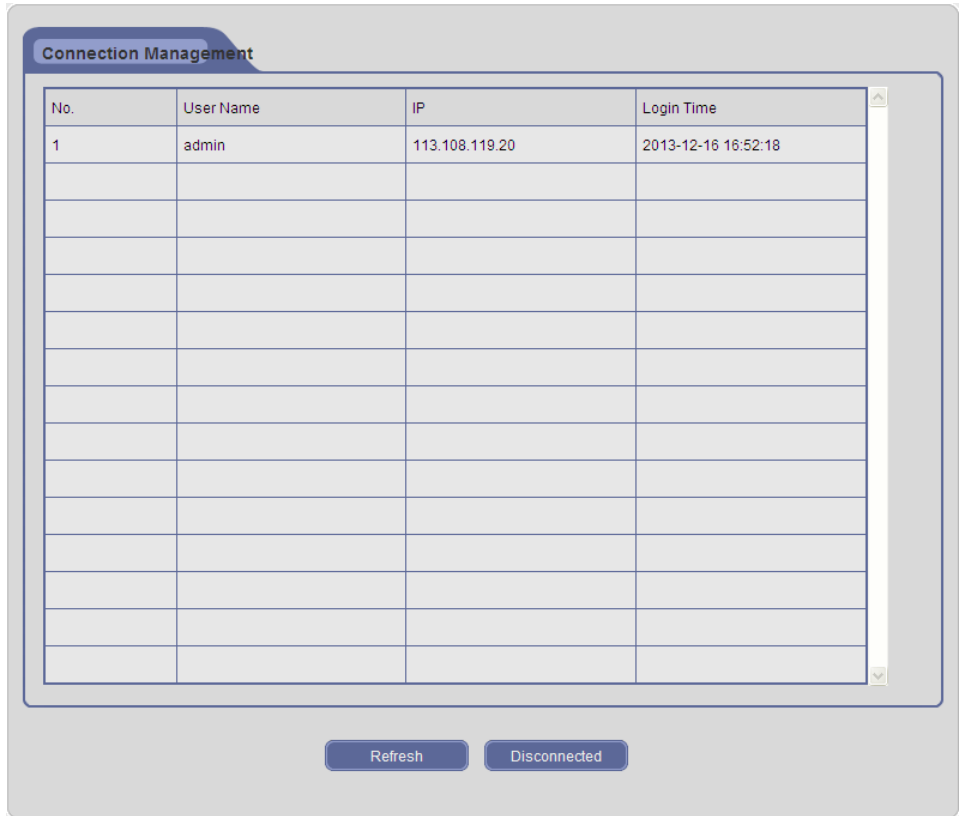 Connection Management
No. User Name IP Login Time
1 admin 113.108.119.20 2013-12-16 16:52:18
Refresh Disconnected